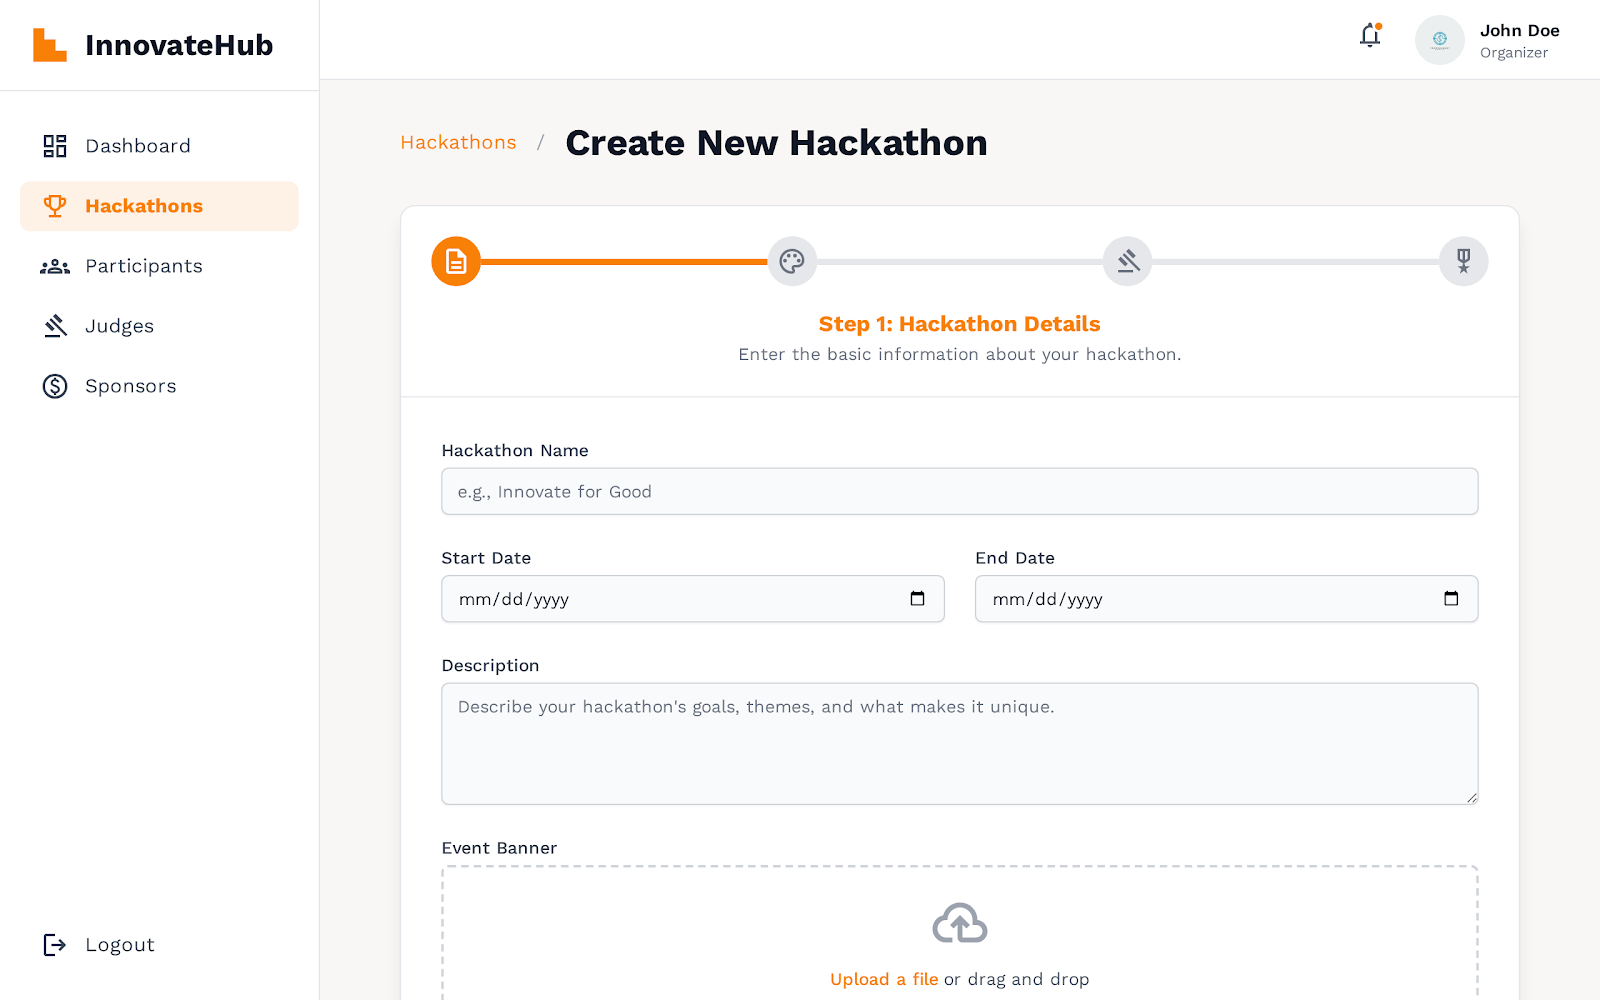 InnovateHub
John Doe
Organizer
Dashboard
Hackathons
Participants
Judges
Sponsors
Logout
Hackathons / Create New Hackathon
Step 1: Hackathon Details
Enter the basic information about your hackathon.
Hackathon Name
e.g., Innovate for Good
Start Date
End Date
mm/dd/yyyy
mm/dd/yyyy
Description
Describe your hackathon's goals, themes, and what makes it unique.
Event Banner
Upload a file or drag and drop